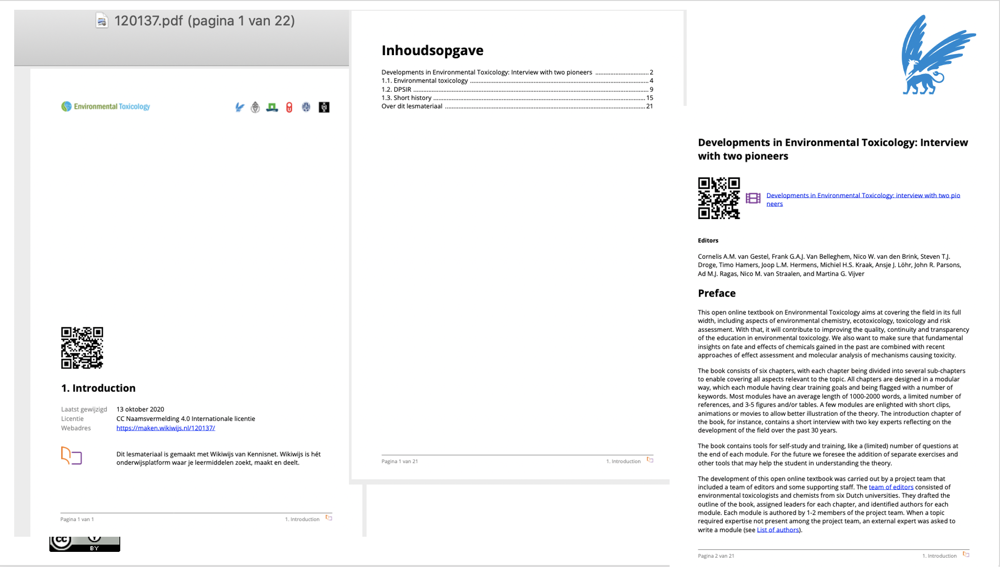 120137.pdf (pagina 1 van 22)
Environmental Toxicology
1. Introduction
Laatst gewijzigd 13 oktober 2020
Licentie CC Naamsvermelding 4.0 Internationale licentie
Webadres https://maken.wikiwijs.nl/120137/
Dit lesmateriaal is gemaakt met Wikiwijs van Kennisnet. Wikiwijs is hét
onderwijsplatform waar je leermiddelen zoekt, maakt en deelt.
Pagina 1 van 1 1. Introduction
cc
BY
Inhoudsopgave
Developments in Environmental Toxicology: Interview with two pioneers ................................ 2
1.1. Environmental toxicology ............................................................ 4
1.2. DPSIR ............................................................ 9
1.3. Short history ............................................................ 15
Over dit lesmateriaal ............................................................ 21
Pagina 1 van 21 1. Introduction
Developments in Environmental Toxicology: Interview
with two pioneers
Developments in Environmental Toxicology: interview with two pio
neers
Editors
Cornelis A.M. van Gestel, Frank G.A.J. Van Belleghem, Nico W. van den Brink, Steven T.J.
Droge, Timo Hamers, Joop L.M. Hermens, Michiel H.S. Kraak, Ansje J. Löhr, John R. Parsons,
Ad M.J. Ragas, Nico M. van Straalen, and Martina G. Vijver
Preface
This open online textbook on Environmental Toxicology aims at covering the field in its full
width, including aspects of environmental chemistry, ecotoxicology, toxicology and risk
assessment. With that, it will contribute to improving the quality, continuity and transparency
of the education in environmental toxicology. We also want to make sure that fundamental
insights on fate and effects of chemicals gained in the past are combined with recent
approaches of effect assessment and molecular analysis of mechanisms causing toxicity.
The book consists of six chapters, with each chapter being divided into several sub-chapters
to enable covering all aspects relevant to the topic. All chapters are designed in a modular
way, which each module having clear training goals and being flagged with a number of
keywords. Most modules have an average length of 1000-2000 words, a limited number of
references, and 3-5 figures and/or tables. A few modules are enlighted with short clips,
animations or movies to allow better illustration of the theory. The introduction chapter of
the book, for instance, contains a short interview with two key experts reflecting on the
development of the field over the past 30 years.
The book contains tools for self-study and training, like a (limited) number of questions at
the end of each module. For the future we foresee the addition of separate exercises and
other tools that may help the student in understanding the theory.
The development of this open online textbook was carried out by a project team that
included a team of editors and some supporting staff. The team of editors consisted of
environmental toxicologists and chemists from six Dutch universities. They drafted the
outline of the book, assigned leaders for each chapter, and identified authors for each
module. Each module is authored by 1-2 members of the project team. When a topic
required expertise not present among the project team, an external expert was asked to
write a module (see List of authors).
Pagina 2 van 21 1. Introduction